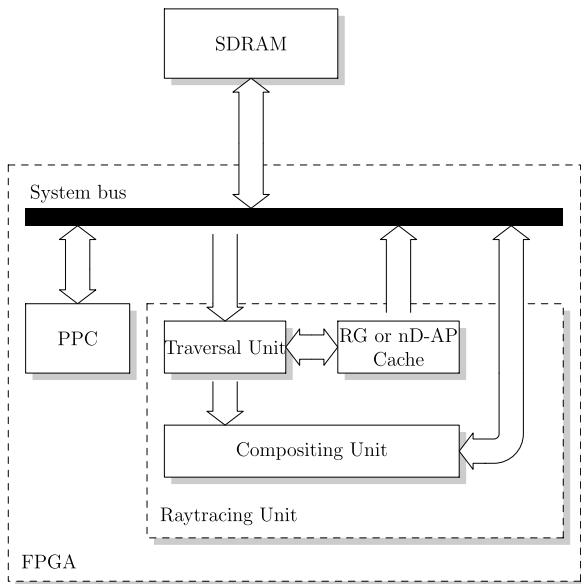 SDRAM
System bus
PPC
Traversal Unit
RG or nD-AP
Cache
Compositing Unit
Raytracing Unit
FPGA